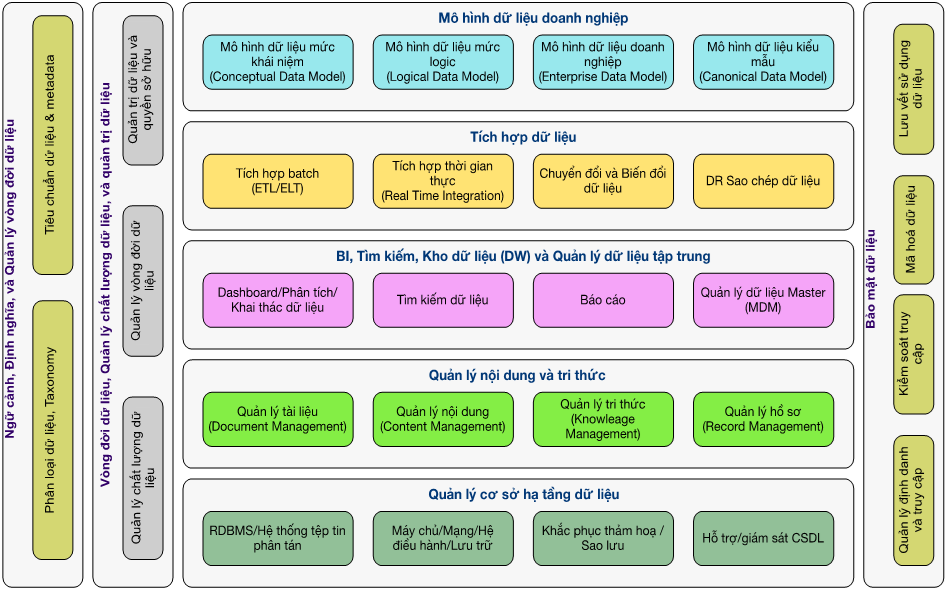 Ngữ cảnh, Định nghĩa, và Quản lý vòng đời dữ liệu
Tiêu chuẩn dữ liệu & metadata
Phân loại dữ liệu, Taxonomy
Vòng đời dữ liệu, Quản lý chất lượng dữ liệu, và quản trị dữ liệu
Quản trị dữ liệu và
quyền sở hữu
Quản lý vòng đời dữ
liệu
Quản lý chất lượng dữ
liệu
Mô hình dữ liệu doanh nghiệp
Mô hình dữ liệu mức
khái niệm
(Conceptual Data Model)
Mô hình dữ liệu mức
logic
(Logical Data Model)
Mô hình dữ liệu doanh
nghiệp
(Enterprise Data Model)
Mô hình dữ liệu kiểu
mẫu
(Canonical Data Model)
Tích hợp dữ liệu
Tích hợp batch
(ETL/ELT)
Tích hợp thời gian
thực
(Real Time Integration)
Chuyển đổi và Biến đổi
dữ liệu
DR Sao chép dữ liệu
BI, Tìm kiếm, Kho dữ liệu (DW) và Quản lý dữ liệu tập trung
Dashboard/Phân tích/
Khai thác dữ liệu
Tìm kiếm dữ liệu
Báo cáo
Quản lý dữ liệu Master
(MDM)
Quản lý nội dung và tri thức
Quản lý tài liệu
(Document Management)
Quản lý nội dung
(Content Management)
Quản lý tri thức
(Knowleage
Management)
Quản lý hồ sơ
(Record Management)
Quản lý cơ sở hạ tầng dữ liệu
RDBMS/Hệ thống tệp tin
phân tán
Máy chủ/Mạng/Hệ
điều hành/Lưu trữ
Khắc phục thảm hoạ /
Sao lưu
Hỗ trợ/giám sát CSDL
Bảo mật dữ liệu
Lưu vết sử dụng
dữ liệu
Mã hoá dữ liệu
Kiểm soát truy
cập
Quản lý định danh
và truy cập